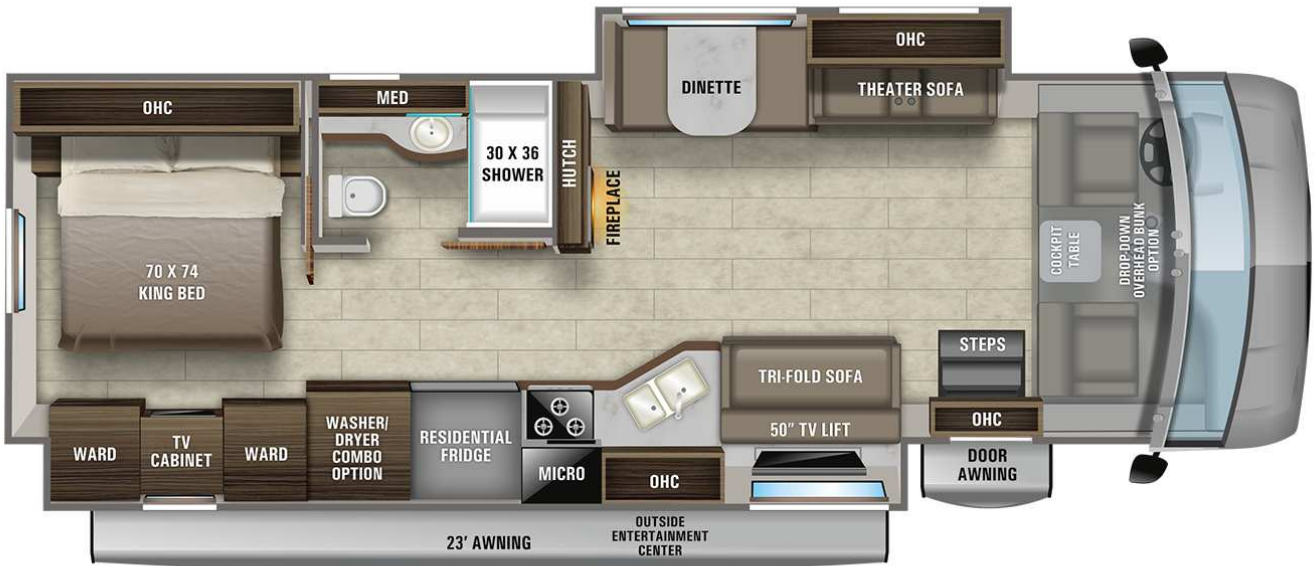 OHC
MED
30 X 36
SHOWER
HUTCH
FIREPLACE
DINETTE
OHC
THEATER SOFA
70 X 74
KING BED
COCKPIT
TABLE
DROP-DOWN
OVERHEAD BUNK
OPTION
STEPS
OHC
DOOR
AWNING
WARD
TV
CABINET
WARD
WASHER/
DRYER
COMBO
OPTION
RESIDENTIAL
FRIDGE
MICRO
OHC
TRI-FOLD SOFA
50" TV LIFT
23' AWNING
OUTSIDE
ENTERTAINMENT
CENTER